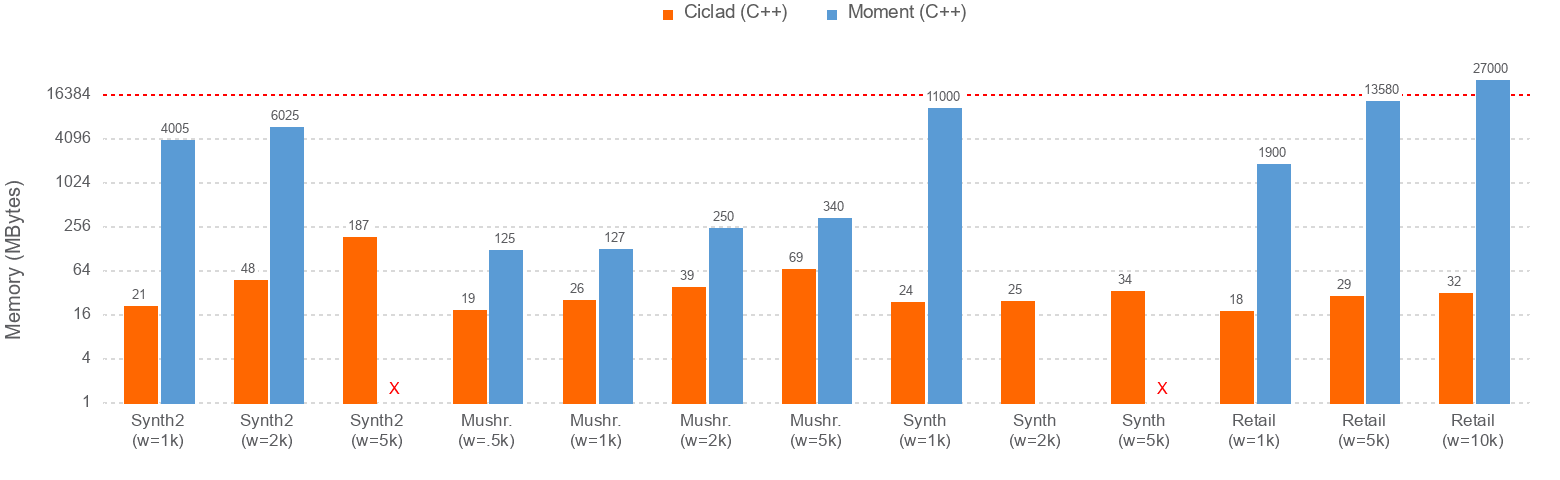 Ciclad (C++) Moment (C++)
Memory (MBytes)
16384
4096
1024
256
64
16
4
1
21 4005
48 6025
187 X
19 125
26 127
39 250
69 340
24 11000
25
34 X
18 1900
29 13580
32 27000
Synth2 (w=1k)
Synth2 (w=2k)
Synth2 (w=5k)
Mushr. (w=.5k)
Mushr. (w=1k)
Mushr. (w=2k)
Mushr. (w=5k)
Synth (w=1k)
Synth (w=2k)
Synth (w=5k)
Retail (w=1k)
Retail (w=5k)
Retail (w=10k)